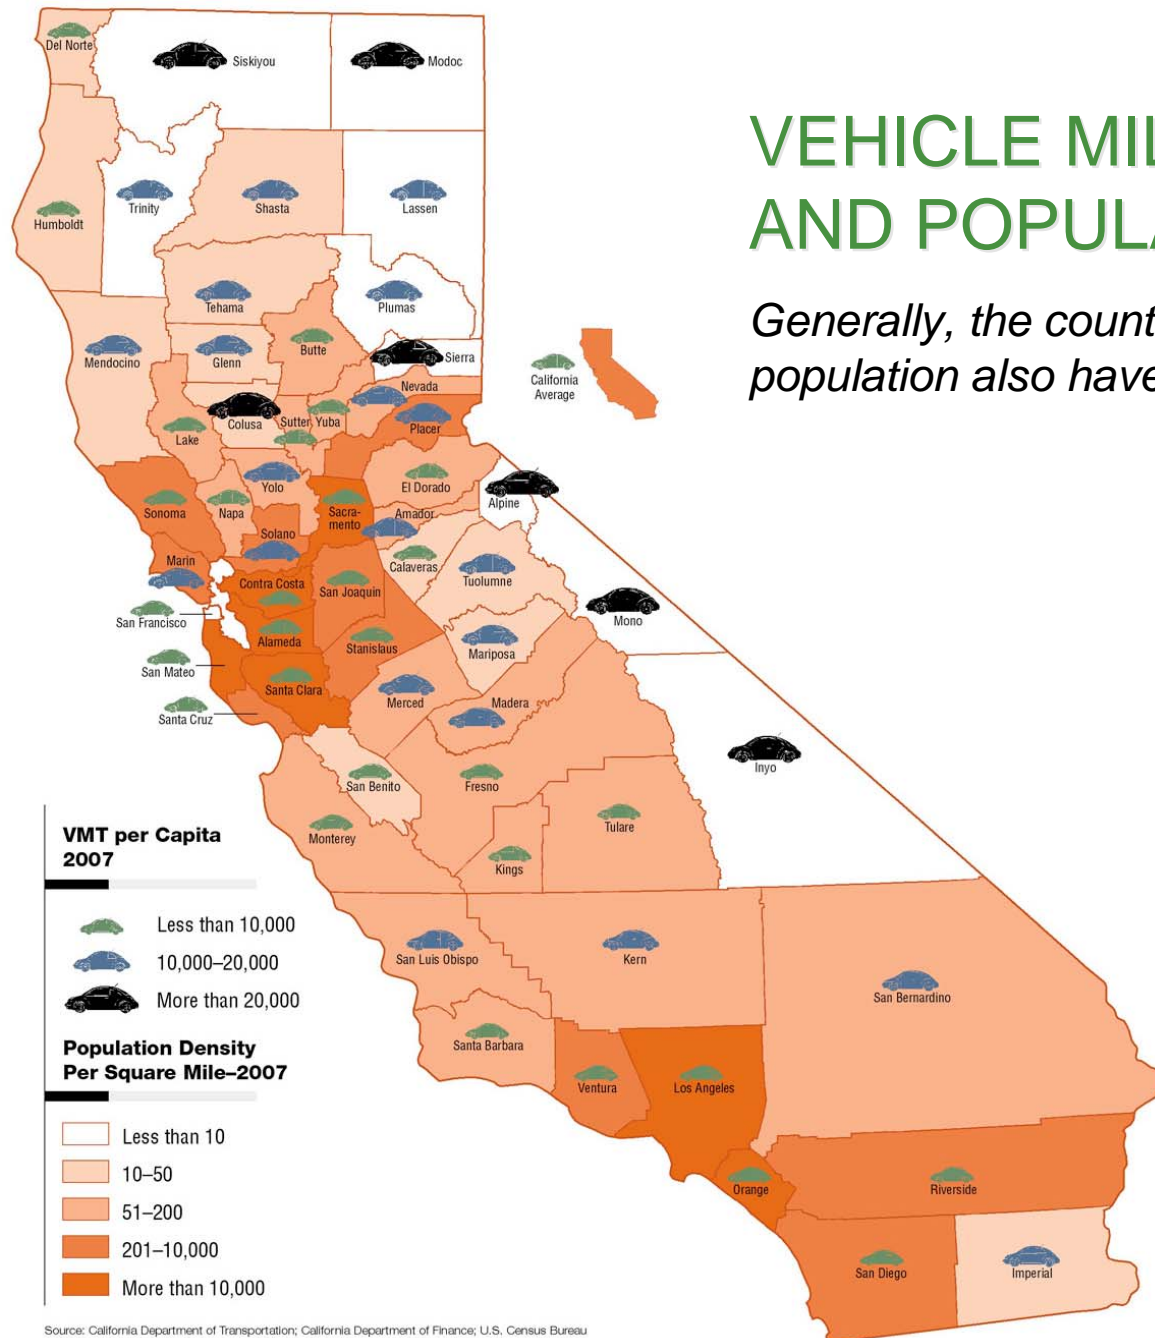 Del Norte
Siskiyou
Modoc
VEHICLE MIL
AND POPULA
Generally, the count
population also have
Humboldt
Trinity
Shasta
Lassen
Tehama
Plumas
Mendocino
Glenn
Butte
Sierra
California
Average
Nevada
Colusa
Sutter
Yuba
Placer
Lake
Yolo
El Dorado
Alpine
Sonoma
Napa
Sacra-
mento
Amador
Solano
Marin
Contra Costa
San Joaquin
Calaveras
Tuolumne
Mono
San Francisco
Alameda
Stanislaus
Mariposa
San Mateo
Santa Clara
Merced
Madera
Santa Cruz
San Benito
Fresno
Inyo
Monterey
Tulare
Kings
San Luis Obispo
Kern
San Bernardino
Santa Barbara
Ventura
Los Angeles
Orange
Riverside
San Diego
Imperial
VMT per Capita
2007
Less than 10,000
10,000–20,000
More than 20,000
Population Density
Per Square Mile–2007
Less than 10
10–50
51–200
201–10,000
More than 10,000
Source: California Department of Transportation; California Department of Finance; U.S. Census Bureau